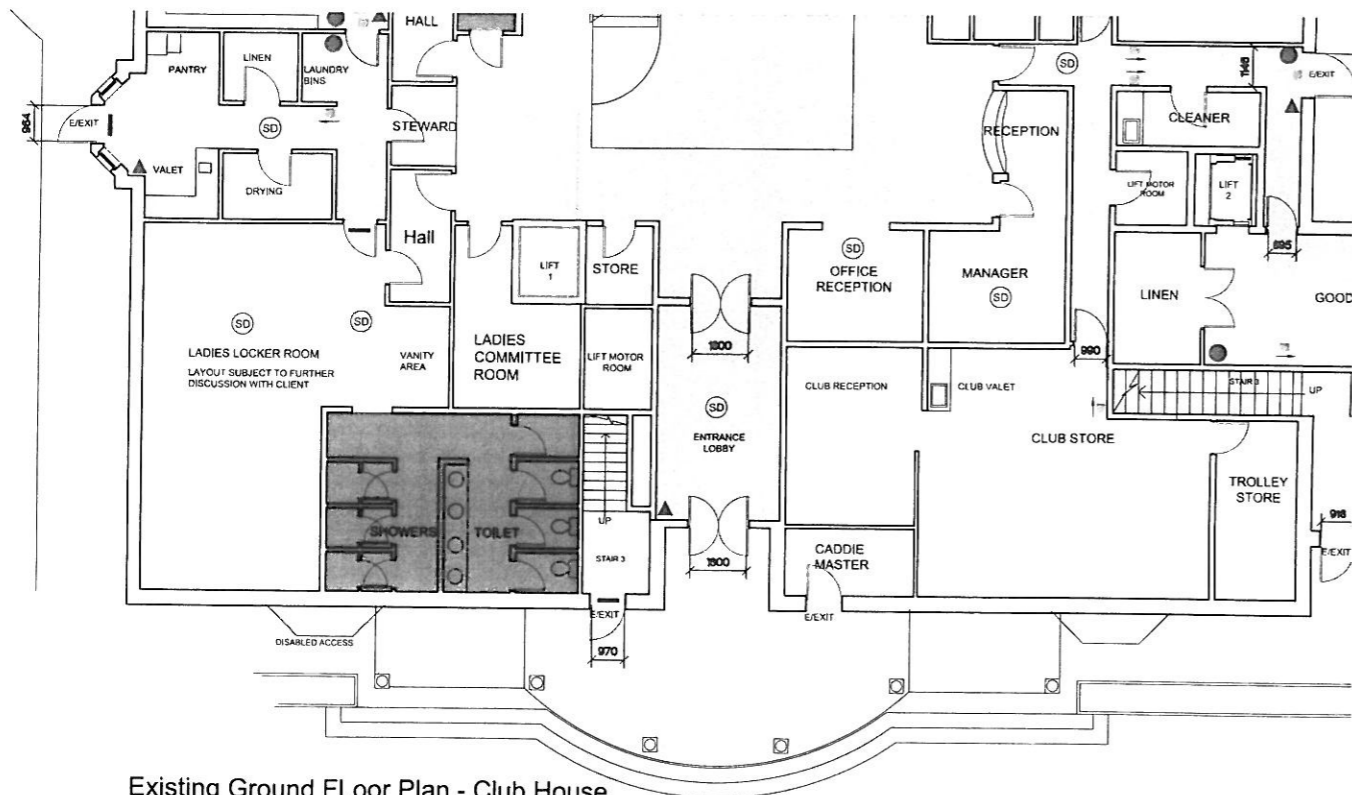 HALL
PANTRY
LINEN
LAUNDRY
BINS
SD
1146
E/EXIT
964
E/EXIT
SD
STEWARD
RECEPTION
CLEANER
VALET
DRYING
LIFT MOTOR
ROOM
LIFT
2
Hall
LIFT
1
STORE
SD
OFFICE
RECEPTION
MANAGER
SD
895
LINEN
GOOD
SD
SD
LADIES LOCKER ROOM
LAYOUT SUBJECT TO FURTHER
DISCUSSION WITH CLIENT
VANITY
AREA
LADIES
COMMITTEE
ROOM
LIFT MOTOR
ROOM
1800
990
CLUB RECEPTION
CLUB VALET
STAIR 3
UP
SD
ENTRANCE
LOBBY
CLUB STORE
TROLLEY
STORE
SHOWERS
TOILET
UP
STAIR 3
1800
CADDIE
MASTER
918
E/EXIT
E/EXIT
E/EXIT
970
DISABLED ACCESS
Existing Ground FLoor Plan - Club House